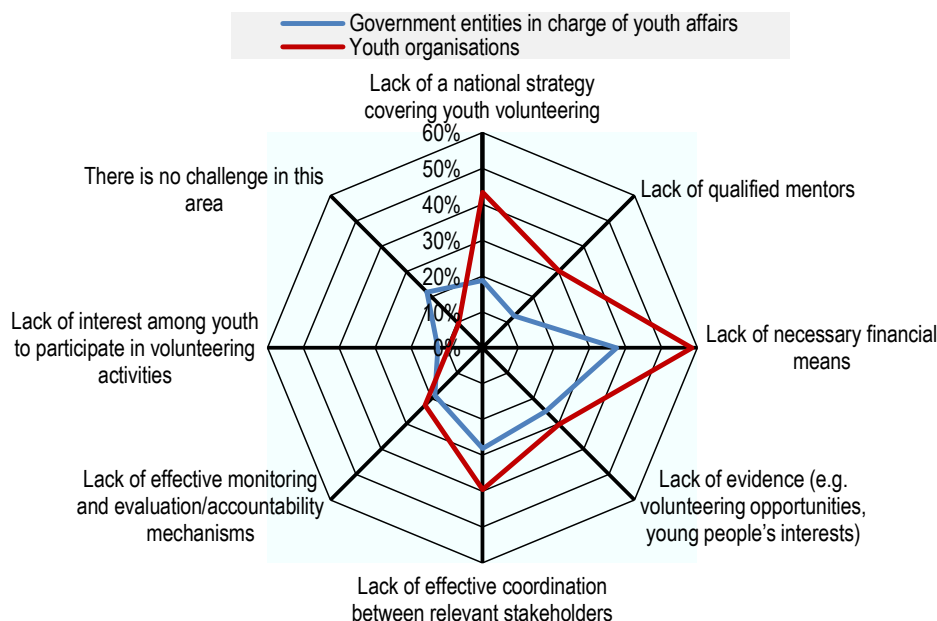 Government entities in charge of youth affairs
Youth organisations
Lack of a national strategy
covering youth volunteering
60%
50%
40%
30%
20%
10%
0%
Lack of qualified mentors
Lack of necessary financial
means
Lack of evidence (e.g.
volunteering opportunities,
young people's interests)
Lack of effective coordination
between relevant stakeholders
Lack of effective monitoring
and evaluation/accountability
mechanisms
Lack of interest among youth
to participate in volunteering
activities
There is no challenge in this
area